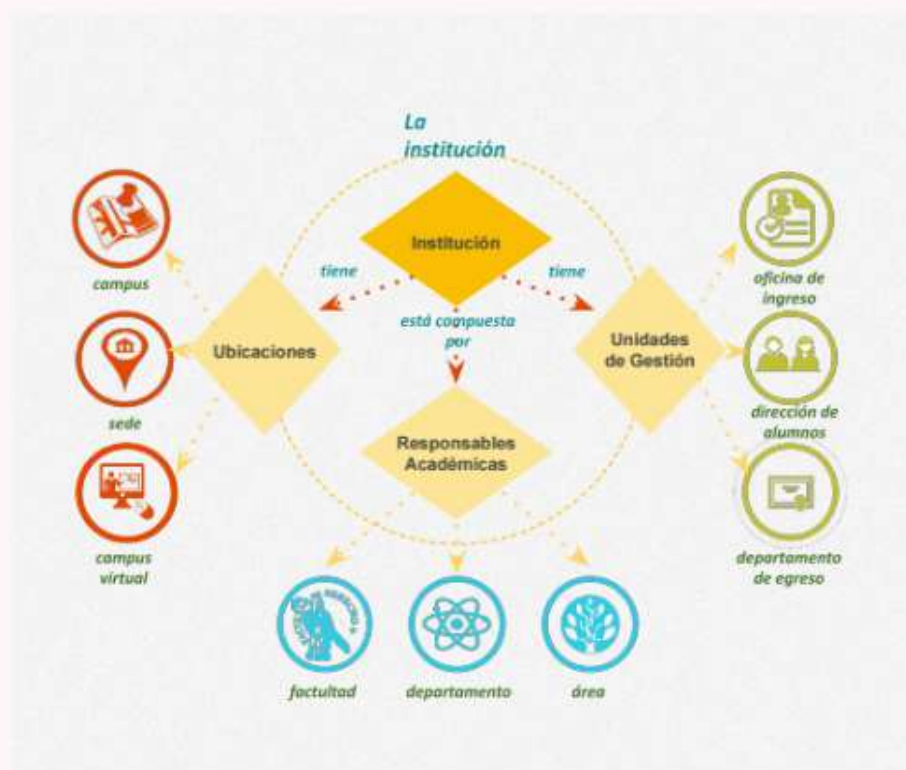 La
institución
Institución
tiene
tiene
está compuesta
por
Ubicaciones
Unidades
de Gestión
Responsables
Académicas
campus
sede
campus
virtual
oficina de
ingreso
dirección de
alumnos
departamento
de egreso
factultad
departamento
área